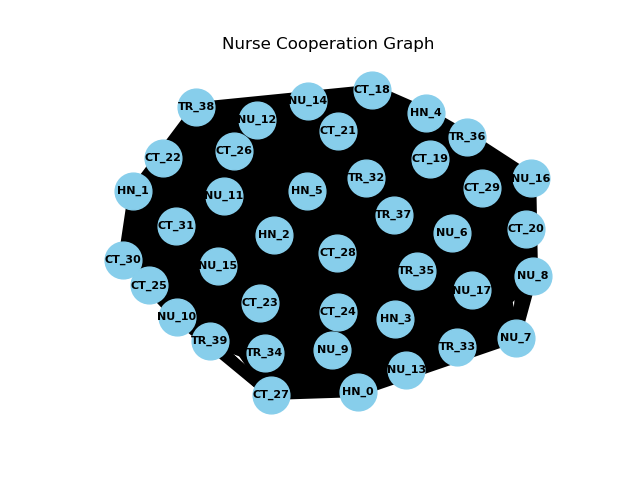 Nurse Cooperation Graph
CT_18
NU_14
TR_38
HN_4
NU_12
CT_21
TR_36
CT_26
CT_22
CT_19
TR_32
NU_16
CT_29
HN_1
HN_5
NU_11
TR_37
CT_31
CT_20
NU_6
HN_2
CT_28
CT_30
NU_15
TR_35
NU_8
CT_25
NU_17
CT_23
CT_24
NU_10
HN_3
NU_7
TR_39
TR_33
NU_9
TR_34
NU_13
HN_0
CT_27